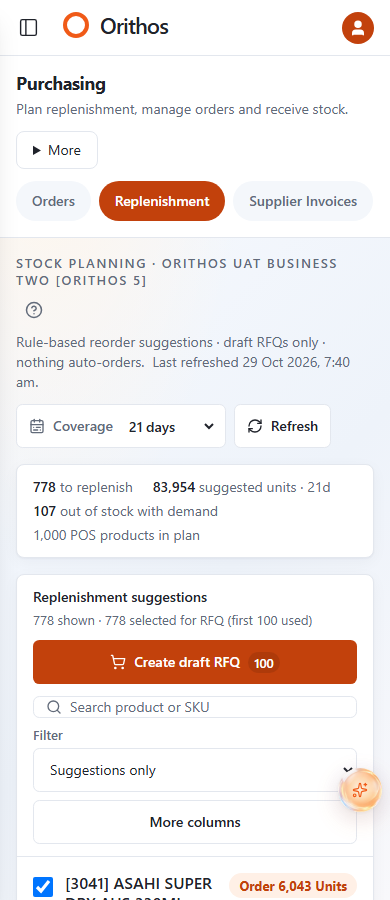 Orithos
Purchasing
Plan replenishment, manage orders and receive stock.
More
Orders
Replenishment
Supplier Invoices
STOCK PLANNING · ORITHOS UAT BUSINESS
TWO [ORITHOS 5]
Rule-based reorder suggestions · draft RFQs only ·
nothing auto-orders. Last refreshed 29 Oct 2026, 7:40
am.
Coverage 21 days
Refresh
778 to replenish 83,954 suggested units · 21d
107 out of stock with demand
1,000 POS products in plan
Replenishment suggestions
778 shown · 778 selected for RFQ (first 100 used)
Create draft RFQ 100
Search product or SKU
Filter
Suggestions only
More columns
[3041] ASAHI SUPER
Order 6,043 Units